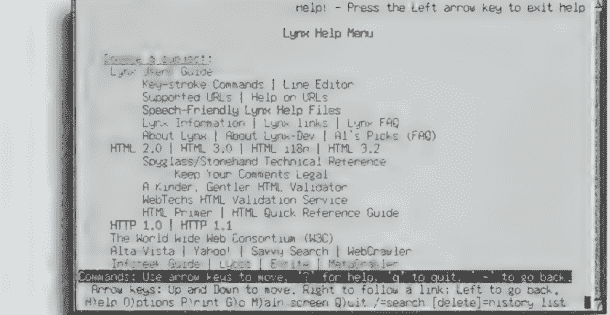 Help! - Press the Left arrow key to exit help
Lynx Help Menu
Choose a subject:
Lynx Users Guide
Key-stroke Commands | Line Editor
Supported URLs | Help on URLs
Speech-Friendly Lynx Help Files
Lynx Information | Lynx links | Lynx FAQ
About Lynx | About Lynx-Dev | Al's Picks (FAQ)
HTML 2.0 | HTML 3.0 | HTML i18n | HTML 3.2
Spyglass/Stonehand Technical Reference
Keep Your Comments Legal
A Kinder, Gentler HTML Validator
WebTechs HTML Validation Service
HTML Primer | HTML Quick Reference Guide
HTTP 1.0 | HTTP 1.1
The World Wide Web Consortium (W3C)
Alta Vista | Yahoo! | Savvy Search | WebCrawler
Infoseek Guide | Lycos | Excite | MetaCrawler
Commands: Use arrow keys to move, '?' for help, 'q' to quit, '<-' to go back.
Arrow keys: Up and Down to move. Right to follow a link; Left to go back.
H)elp O)ptions P)rint G)o M)ain screen Q)uit /=search [delete]=history list